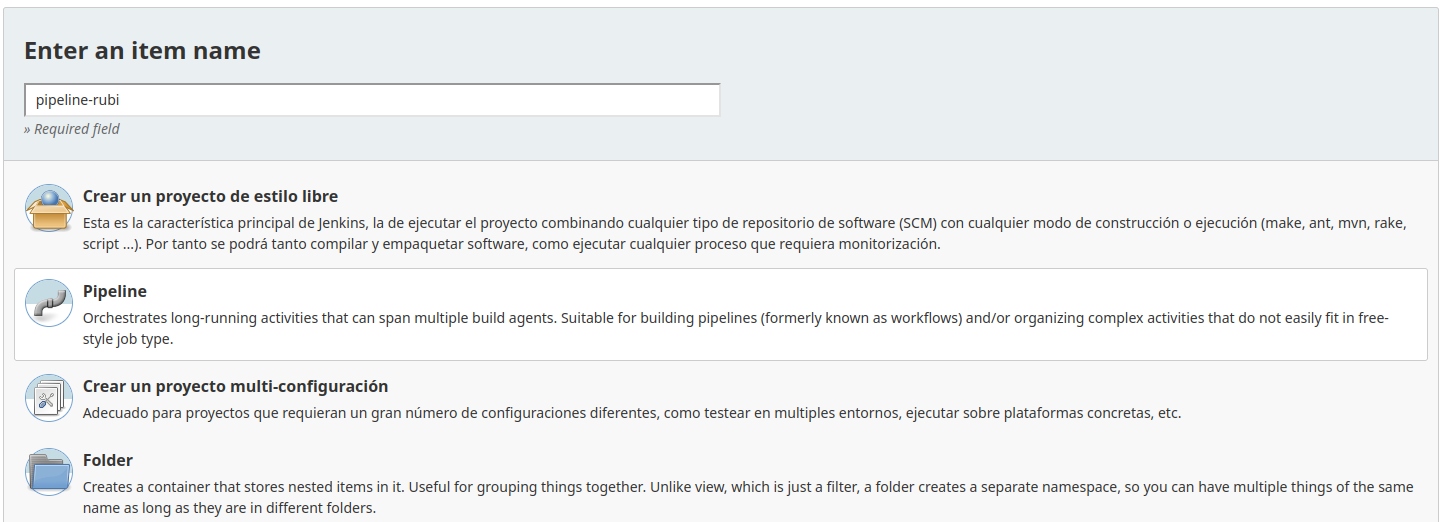 Enter an item name
pipeline-rubi
» Required field
Crear un proyecto de estilo libre
Esta es la característica principal de Jenkins, la de ejecutar el proyecto combinando cualquier tipo de repositorio de software (SCM) con cualquier modo de construcción o ejecución (make, ant, mvn, rake,
script ...). Por tanto se podrá tanto compilar y empaquetar software, como ejecutar cualquier proceso que requiera monitorización.
Pipeline
Orchestrates long-running activities that can span multiple build agents. Suitable for building pipelines (formerly known as workflows) and/or organizing complex activities that do not easily fit in free-
style job type.
Crear un proyecto multi-configuración
Adecuado para proyectos que requieran un gran número de configuraciones diferentes, como testear en multiples entornos, ejecutar sobre plataformas concretas, etc.
Folder
Creates a container that stores nested items in it. Useful for grouping things together. Unlike view, which is just a filter, a folder creates a separate namespace, so you can have multiple things of the same
name as long as they are in different folders.